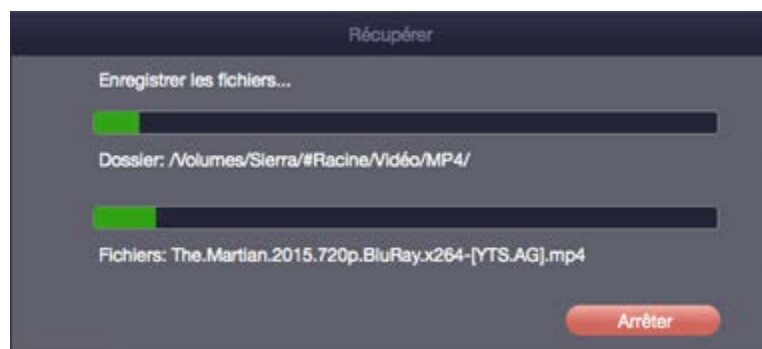 Récupérer
Enregistrer les fichiers...
Dossier: /Volumes/Sierra/#Racine/Vidéo/MP4/
Fichiers: The.Martian.2015.720p.BluRay.x264-[YTS.AG].mp4
Arrêter